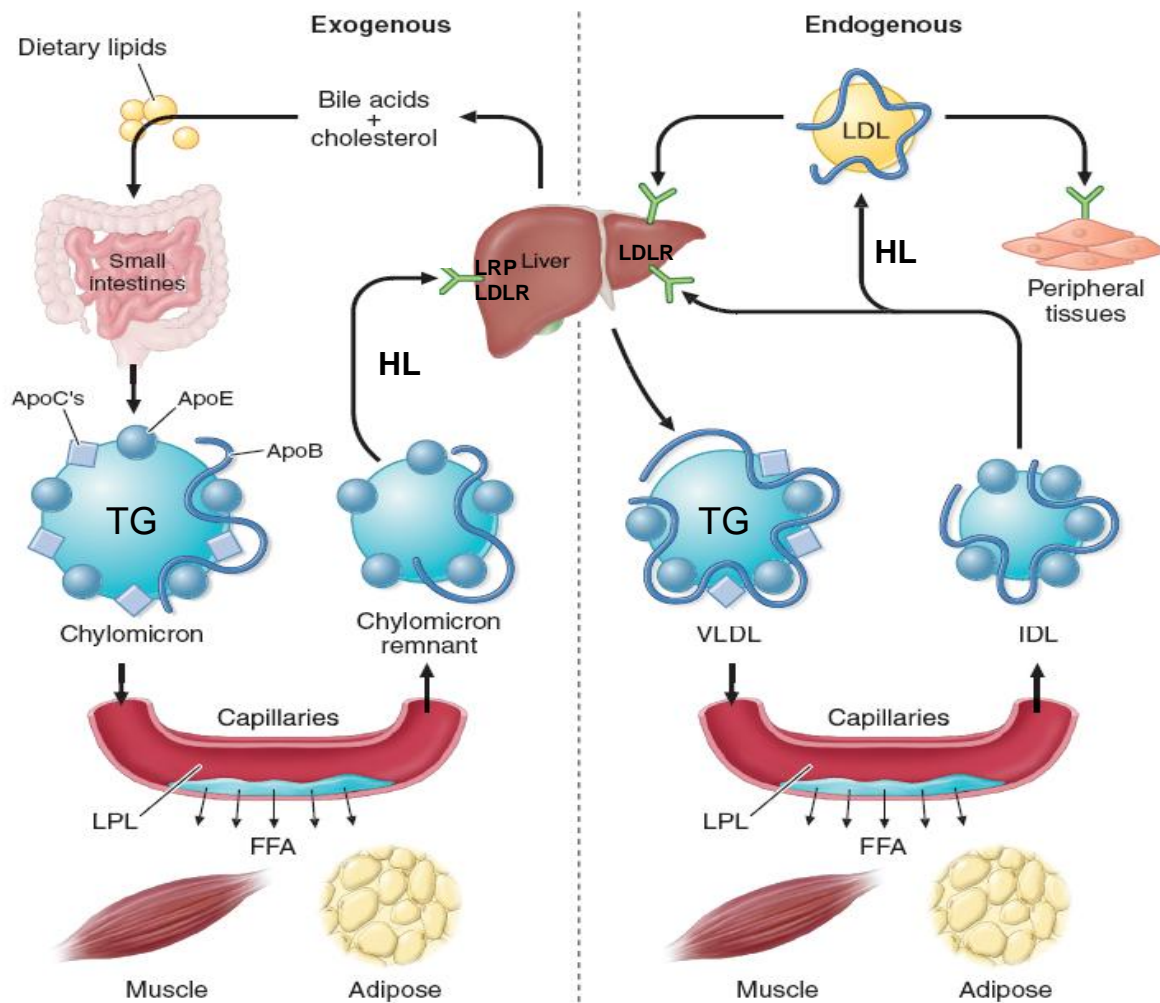 Exogenous
Endogenous
Dietary lipids
Bile acids
+
cholesterol
LDL
Small
intestines
LRP
Liver
LDLR
LDLR
HL
HL
Peripheral
tissues
ApoC's
ApoE
ApoB
TG
TG
Chylomicron
Chylomicron
remnant
VLDL
IDL
Capillaries
Capillaries
LPL
FFA
LPL
FFA
Muscle
Adipose
Muscle
Adipose